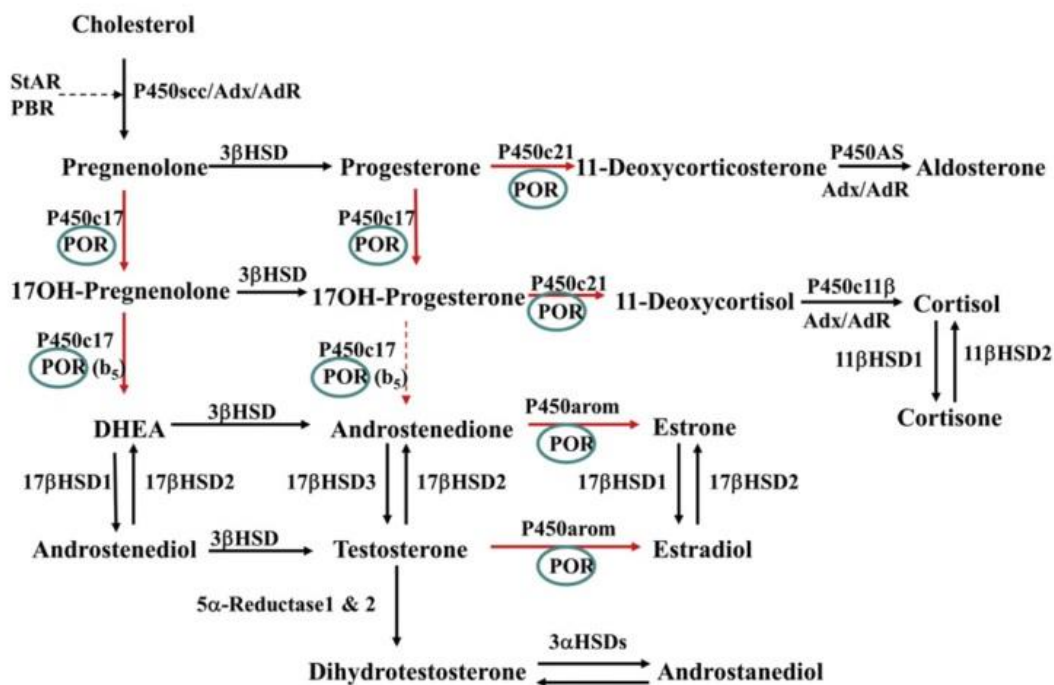 Cholesterol
StAR
PBR
P450scc/Adx/AdR
Pregnenolone
3βHSD
Progesterone
P450c21
POR
11-Deoxycorticosterone
P450AS
Adx/AdR
Aldosterone
P450c17
POR
P450c17
POR
17OH-Pregnenolone
3βHSD
17OH-Progesterone
P450c21
POR
11-Deoxycortisol
P450c11β
Adx/AdR
Cortisol
P450c17
POR (b₅)
P450c17
POR (b₅)
11βHSD1
11βHSD2
Cortisone
DHEA
3βHSD
Androstenedione
P450arom
POR
Estrone
17βHSD1
17βHSD2
17βHSD3
17βHSD2
17βHSD1
17βHSD2
Androstenediol
3βHSD
Testosterone
P450arom
POR
Estradiol
5α-Reductase1 & 2
Dihydrotestosterone
3αHSDs
Androstanediol